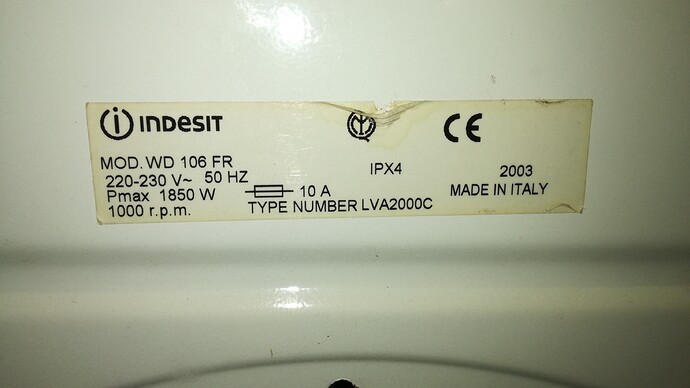 indesit
MOD. WD 106 FR
220-230 V~ 50 HZ
Pmax 1850 W
1000 r.p.m.
10 A
TYPE NUMBER LVA2000C
IPX4
CE
2003
MADE IN ITALY